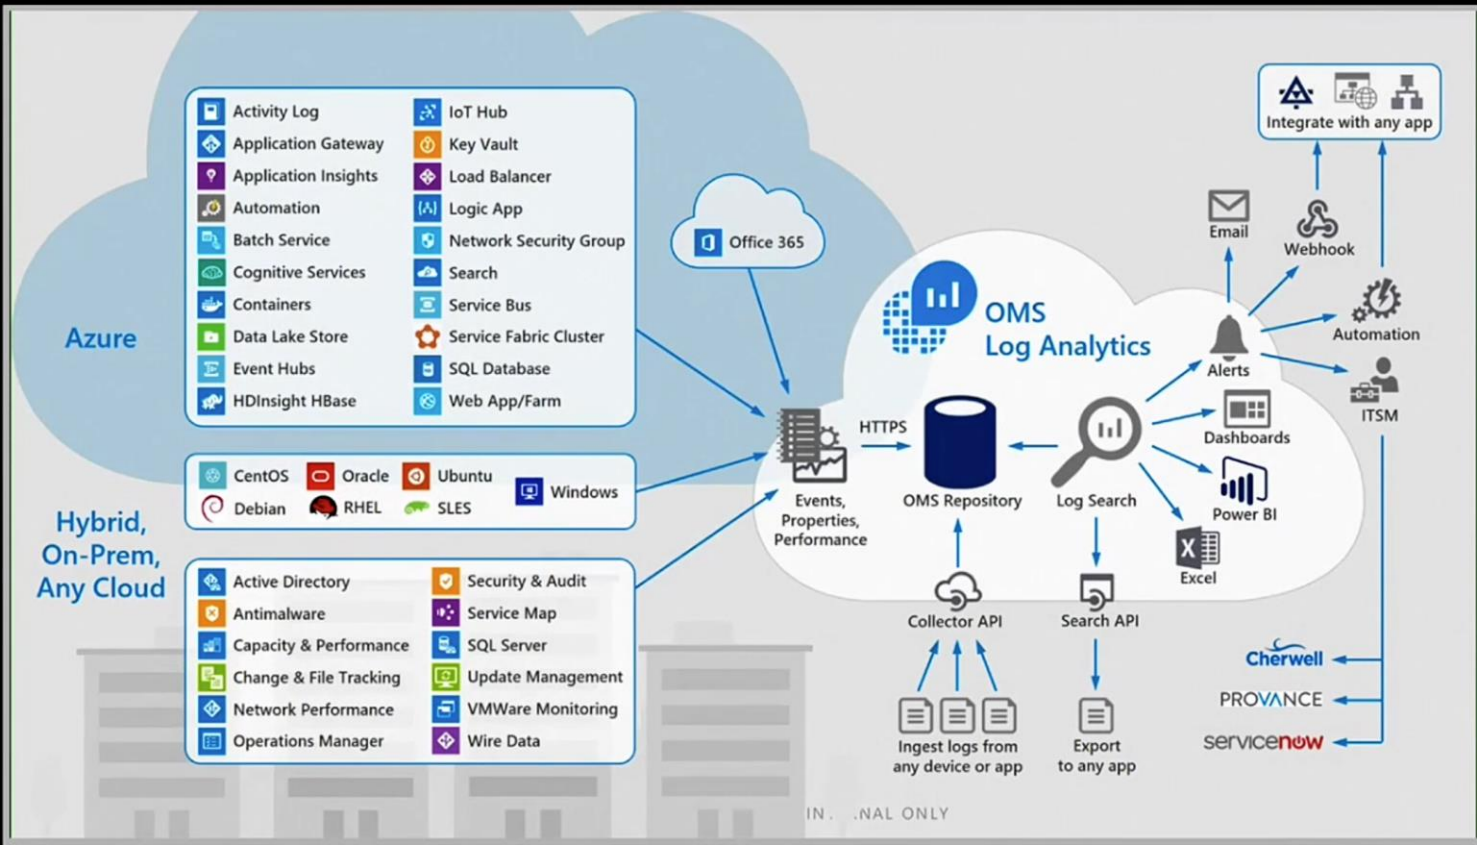 Azure
Activity Log
Application Gateway
Application Insights
Automation
Batch Service
Cognitive Services
Containers
Data Lake Store
Event Hubs
HDInsight HBase
IoT Hub
Key Vault
Load Balancer
Logic App
Network Security Group
Search
Service Bus
Service Fabric Cluster
SQL Database
Web App/Farm
Hybrid,
On-Prem,
Any Cloud
CentOS
Oracle
Ubuntu
Debian
RHEL
SLES
Windows
Active Directory
Antimalware
Capacity & Performance
Change & File Tracking
Network Performance
Operations Manager
Security & Audit
Service Map
SQL Server
Update Management
VMWare Monitoring
Wire Data
Office 365
OMS
Log Analytics
Events,
Properties,
Performance
HTTPS
OMS Repository
Log Search
Collector API
Search API
Ingest logs from
any device or app
Export
to any app
Alerts
Dashboards
Power BI
Excel
Email
Webhook
Automation
ITSM
Integrate with any app
Cherwell
PROVANCE
servicenow
ONLY